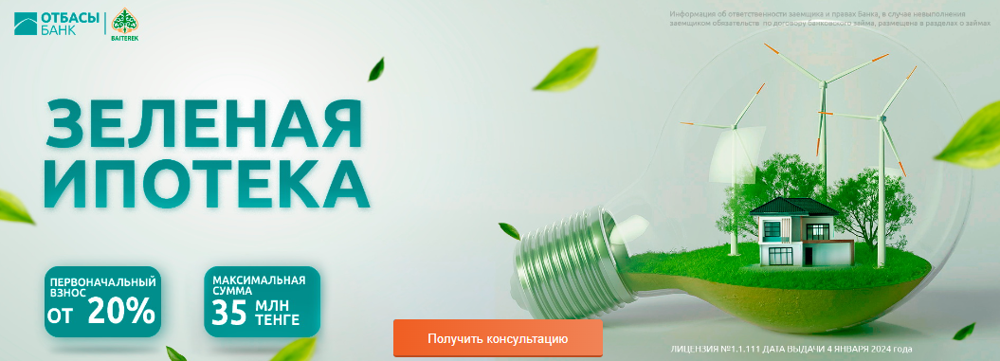 ОТБАСЫ
БАНК
BAITEREK
Информация об ответственности заемщика и правах Банка, в случае невыполнения
заемщиком обязательств по договору банковского займа, размещена в разделах о займах
ЗЕЛЕНАЯ
ИПОТЕКА
ПЕРВОНАЧАЛЬНЫЙ
ВЗНОС
ОТ 20%
МАКСИМАЛЬНАЯ
СУММА
35 МЛН
ТЕНГЕ
Получить консультацию
ЛИЦЕНЗИЯ №1.1.111 ДАТА ВЫДАЧИ 4 ЯНВАРЯ 2024 года